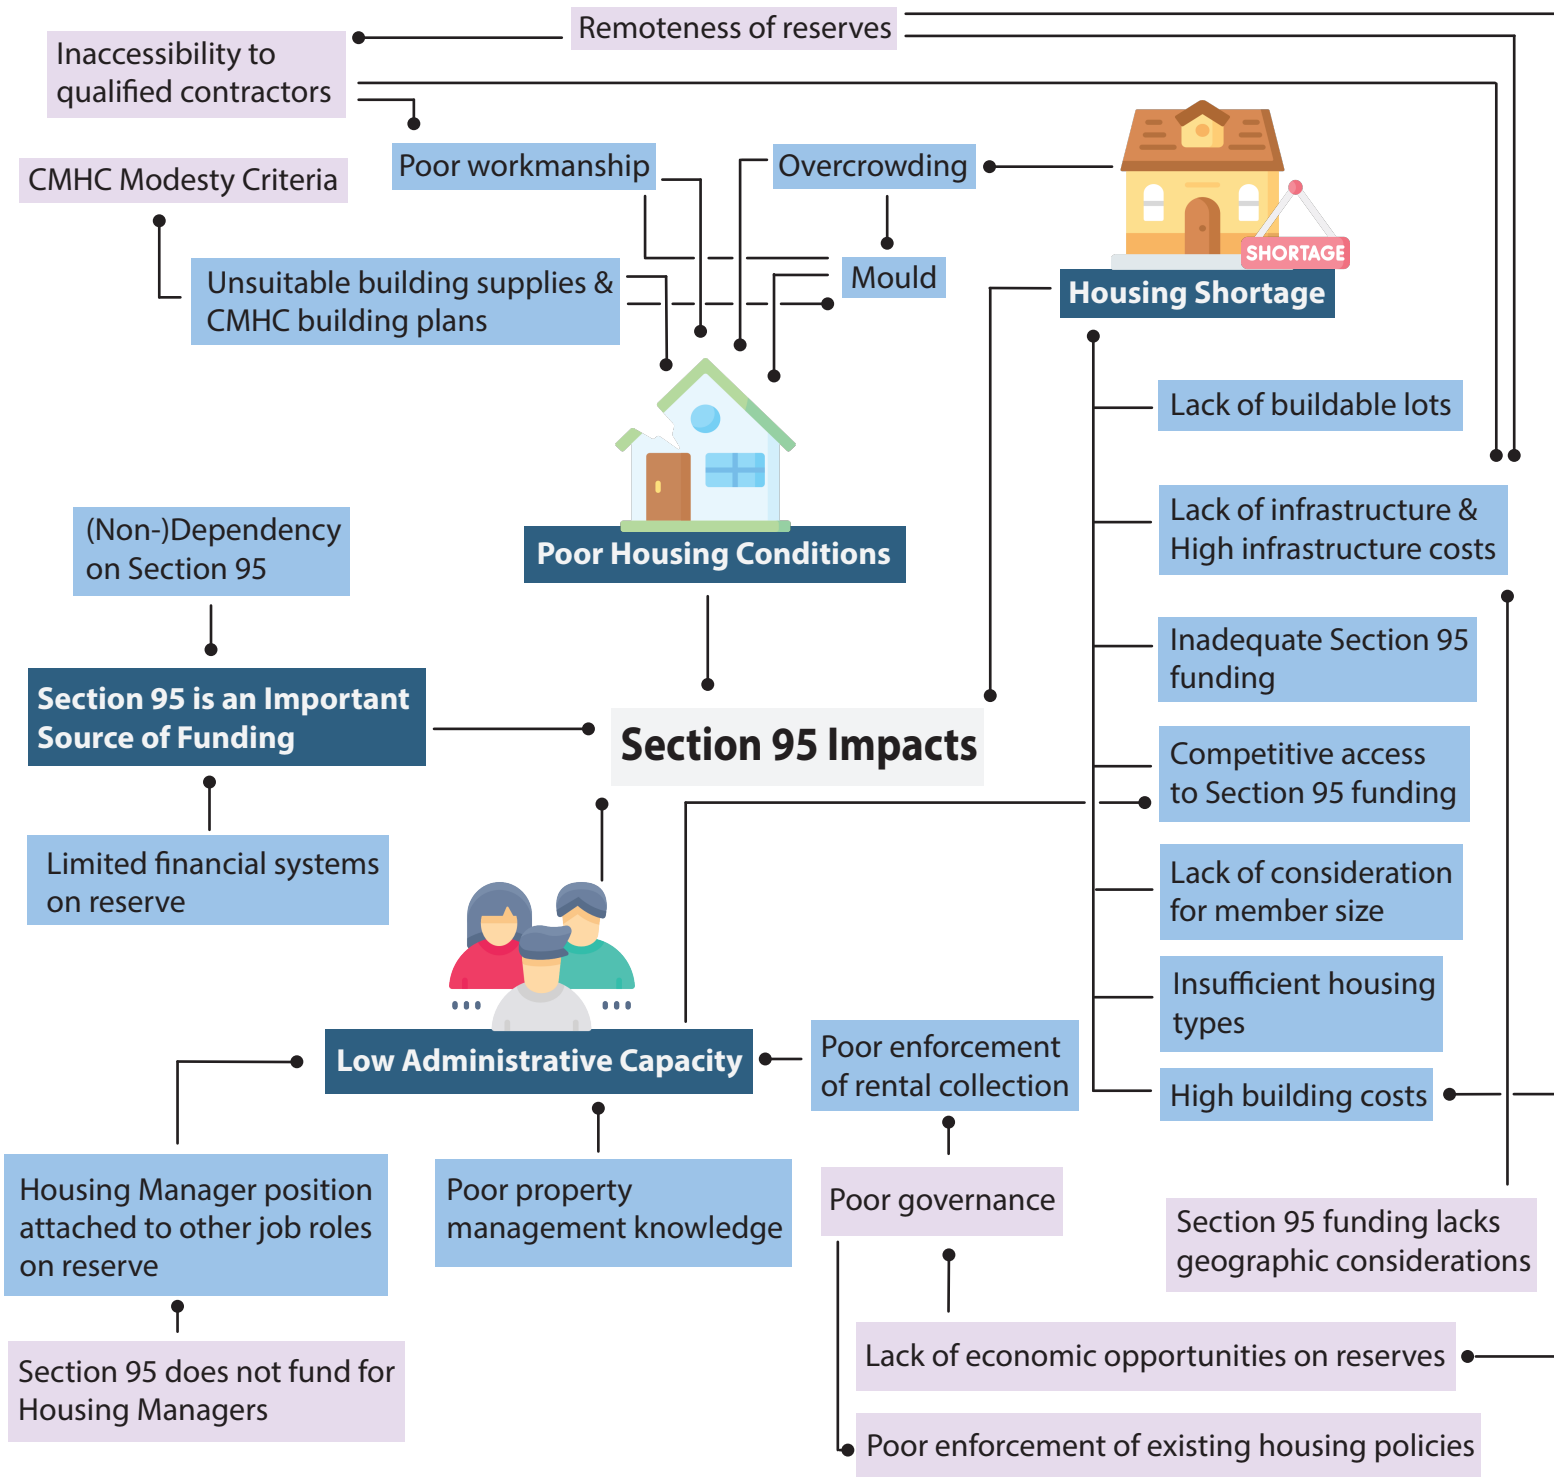 Remoteness of reserves
Inaccessibility to
qualified contractors
Poor workmanship
Overcrowding
CMHC Modesty Criteria
SHORTAGE
Unsuitable building supplies &
CMHC building plans
Mould
Housing Shortage
Lack of buildable lots
Lack of infrastructure &
High infrastructure costs
(Non-)Dependency
on Section 95
Poor Housing Conditions
Inadequate Section 95
funding
Section 95 is an Important
Source of Funding
Section 95 Impacts
Competitive access
to Section 95 funding
Limited financial systems
on reserve
Lack of consideration
for member size
Insufficient housing
types
Low Administrative Capacity
Poor enforcement
of rental collection
High building costs
Housing Manager position
attached to other job roles
on reserve
Poor property
management knowledge
Poor governance
Section 95 funding lacks
geographic considerations
Section 95 does not fund for
Housing Managers
Lack of economic opportunities on reserves
Poor enforcement of existing housing policies